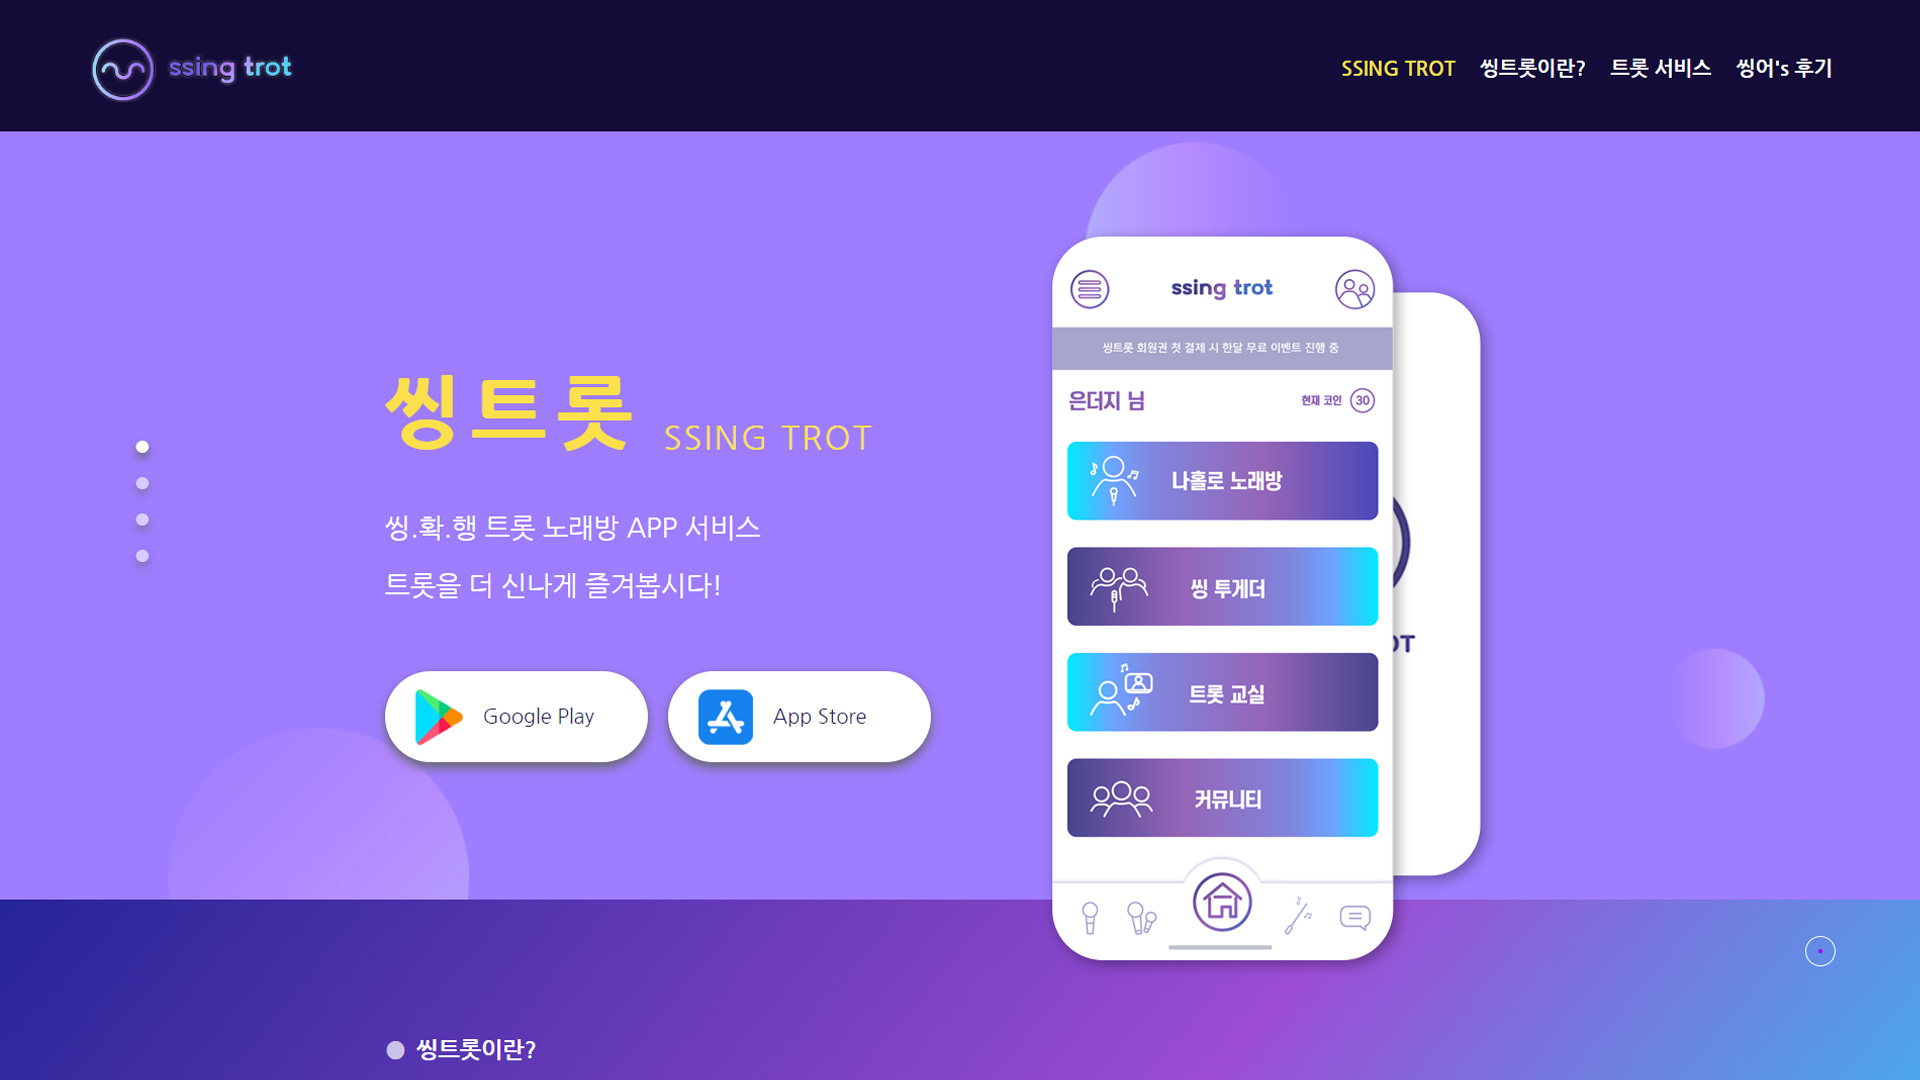 ssing trot
SSING TROT 씽트롯이란? 트롯 서비스 씽어's 후기
씽트롯 SSING TROT
씽.확.행 트롯 노래방 APP 서비스
트롯을 더 신나게 즐겨봅시다!
Google Play
App Store
ssing trot
씽트롯 회원권 첫 결제 시 한달 무료 이벤트 진행 중
은더지 님
현재 코인 30
나홀로 노래방
씽 투게더
트롯 교실
커뮤니티
OT
씽트롯이란?